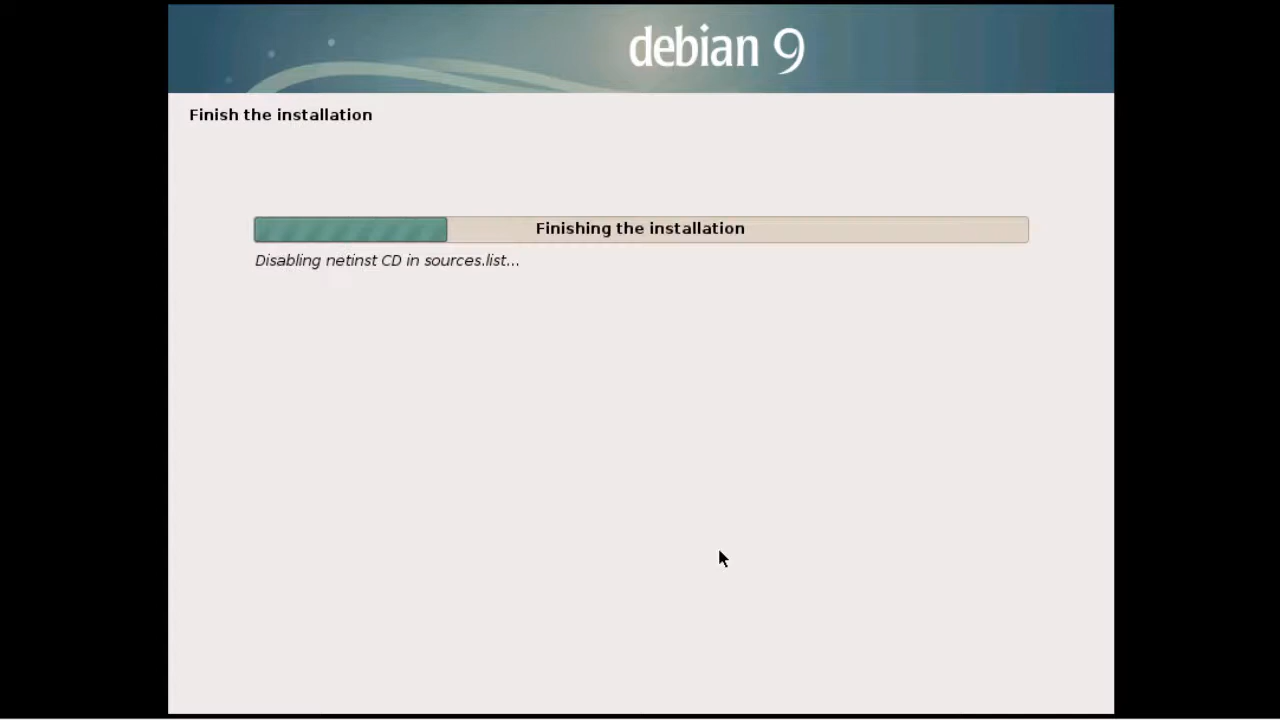 debian 9
Finish the installation
Finishing the installation
Disabling netinst CD in sources.list...